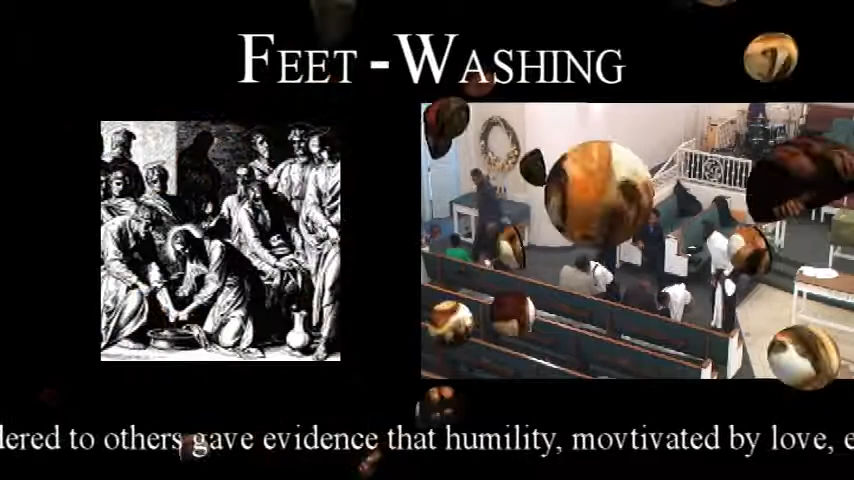 FEET - WASHING
dered to others gave evidence that humility, movtivated by love, e